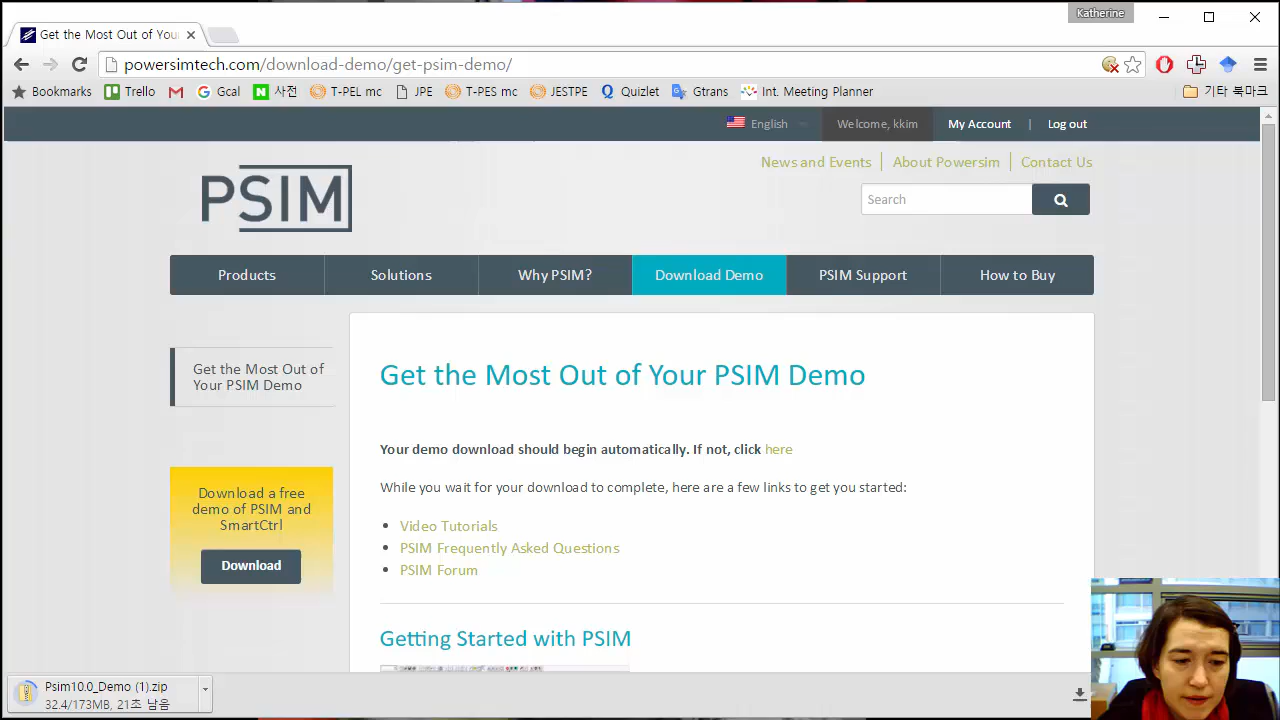 Katherine
Get the Most Out of Your
powersimtech.com/download-demo/get-psim-demo/
Bookmarks Trello Gcal 사전 T-PEL mc JPE T-PES mc JESTPE Quizlet Gtrans Int. Meeting Planner 기타 북마크
English Welcome, kkim My Account | Log out
News and Events About Powersim Contact Us
PSIM
Search
Products Solutions Why PSIM? Download Demo PSIM Support How to Buy
Get the Most Out of
Your PSIM Demo
Get the Most Out of Your PSIM Demo
Your demo download should begin automatically. If not, click here
While you wait for your download to complete, here are a few links to get you started:
Download a free
demo of PSIM and
SmartCtrl
Download
• Video Tutorials
• PSIM Frequently Asked Questions
• PSIM Forum
Getting Started with PSIM
Psim10.0_Demo (1).zip
32.4/173MB, 21초 남음